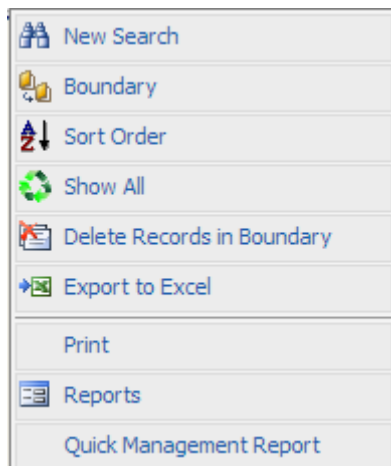 New Search
Boundary
Sort Order
Show All
Delete Records in Boundary
Export to Excel
Print
Reports
Quick Management Report